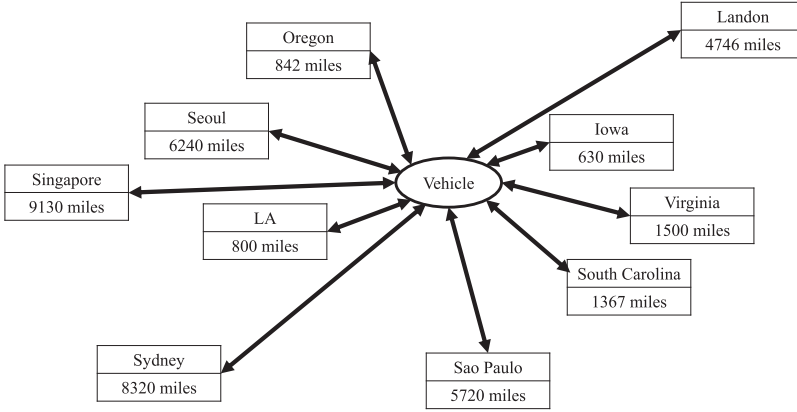 Landon
4746 miles
Oregon
842 miles
Seoul
6240 miles
Iowa
630 miles
Singapore
9130 miles
Vehicle
Virginia
1500 miles
LA
800 miles
South Carolina
1367 miles
Sydney
8320 miles
Sao Paulo
5720 miles